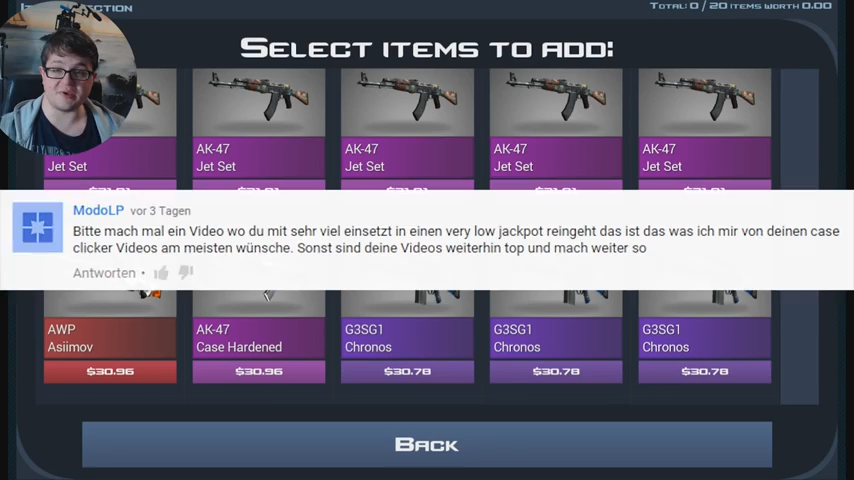 CTION
TOTAL: 0 / 20 ITEMS WORTH 0.00
SELECT ITEMS TO ADD:
Jet Set
AK-47
Jet Set
AK-47
Jet Set
AK-47
Jet Set
AK-47
Jet Set
ModoLP vor 3 Tagen
Bitte mach mal ein Video wo du mit sehr viel einsetzt in einen very low jackpot reingeht das ist das was ich mir von deinen case
clicker Videos am meisten wünsche. Sonst sind deine Videos weiterhin top und mach weiter so
Antworten •
AWP
Asiimov
$30.96
AK-47
Case Hardened
$30.96
G3SG1
Chronos
$30.78
G3SG1
Chronos
$30.78
G3SG1
Chronos
$30.78
BACK